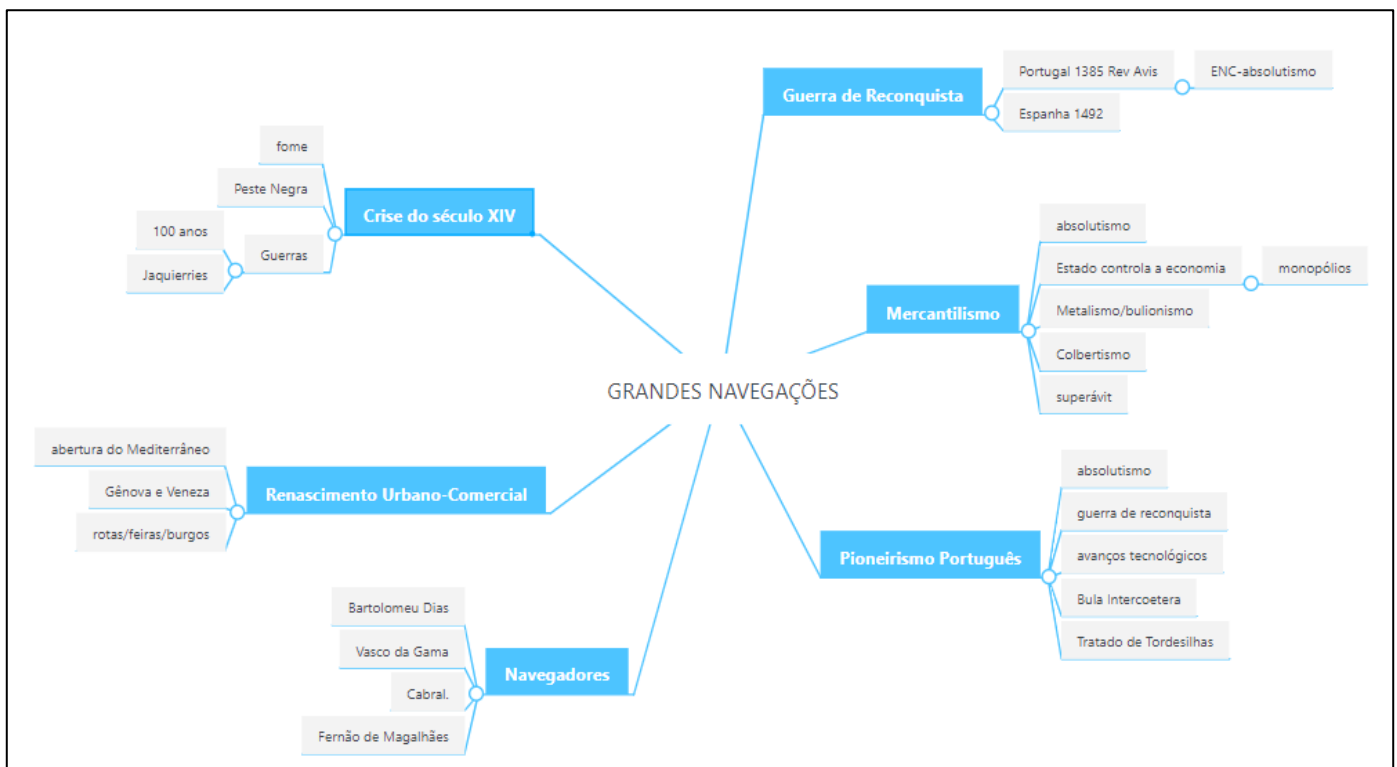 GRANDES NAVEGAÇÕES
Guerra de Reconquista
Portugal 1385 Rev Avis
ENC-absolutismo
Espanha 1492
Mercantilismo
absolutismo
Estado controla a economia
monopólios
Metalismo/bulionismo
Colbertismo
superávit
Pioneirismo Português
absolutismo
guerra de reconquista
avanços tecnológicos
Bula Intercoetera
Tratado de Tordesilhas
Navegadores
Bartolomeu Dias
Vasco da Gama
Cabral.
Fernão de Magalhães
Renascimento Urbano-Comercial
abertura do Mediterrâneo
Gênova e Veneza
rotas/feiras/burgos
Crise do século XIV
fome
Peste Negra
Guerras
100 anos
Jaquierries